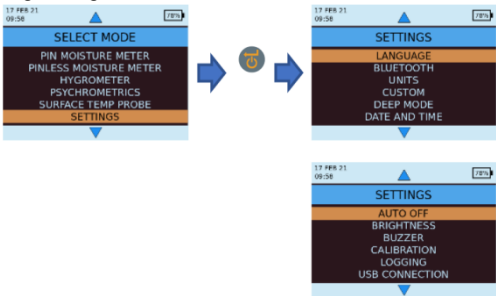 17 FEB 21
09:58
78%
SELECT MODE
PIN MOISTURE METER
PINLESS MOISTURE METER
HYGROMETER
PSYCHROMETRICS
SURFACE TEMP PROBE
SETTINGS
17 FEB 21
09:58
78%
SETTINGS
LANGUAGE
BLUETOOTH
UNITS
CUSTOM
DEEP MODE
DATE AND TIME
17 FEB 21
09:58
78%
SETTINGS
AUTO OFF
BRIGHTNESS
BUZZER
CALIBRATION
LOGGING
USB CONNECTION